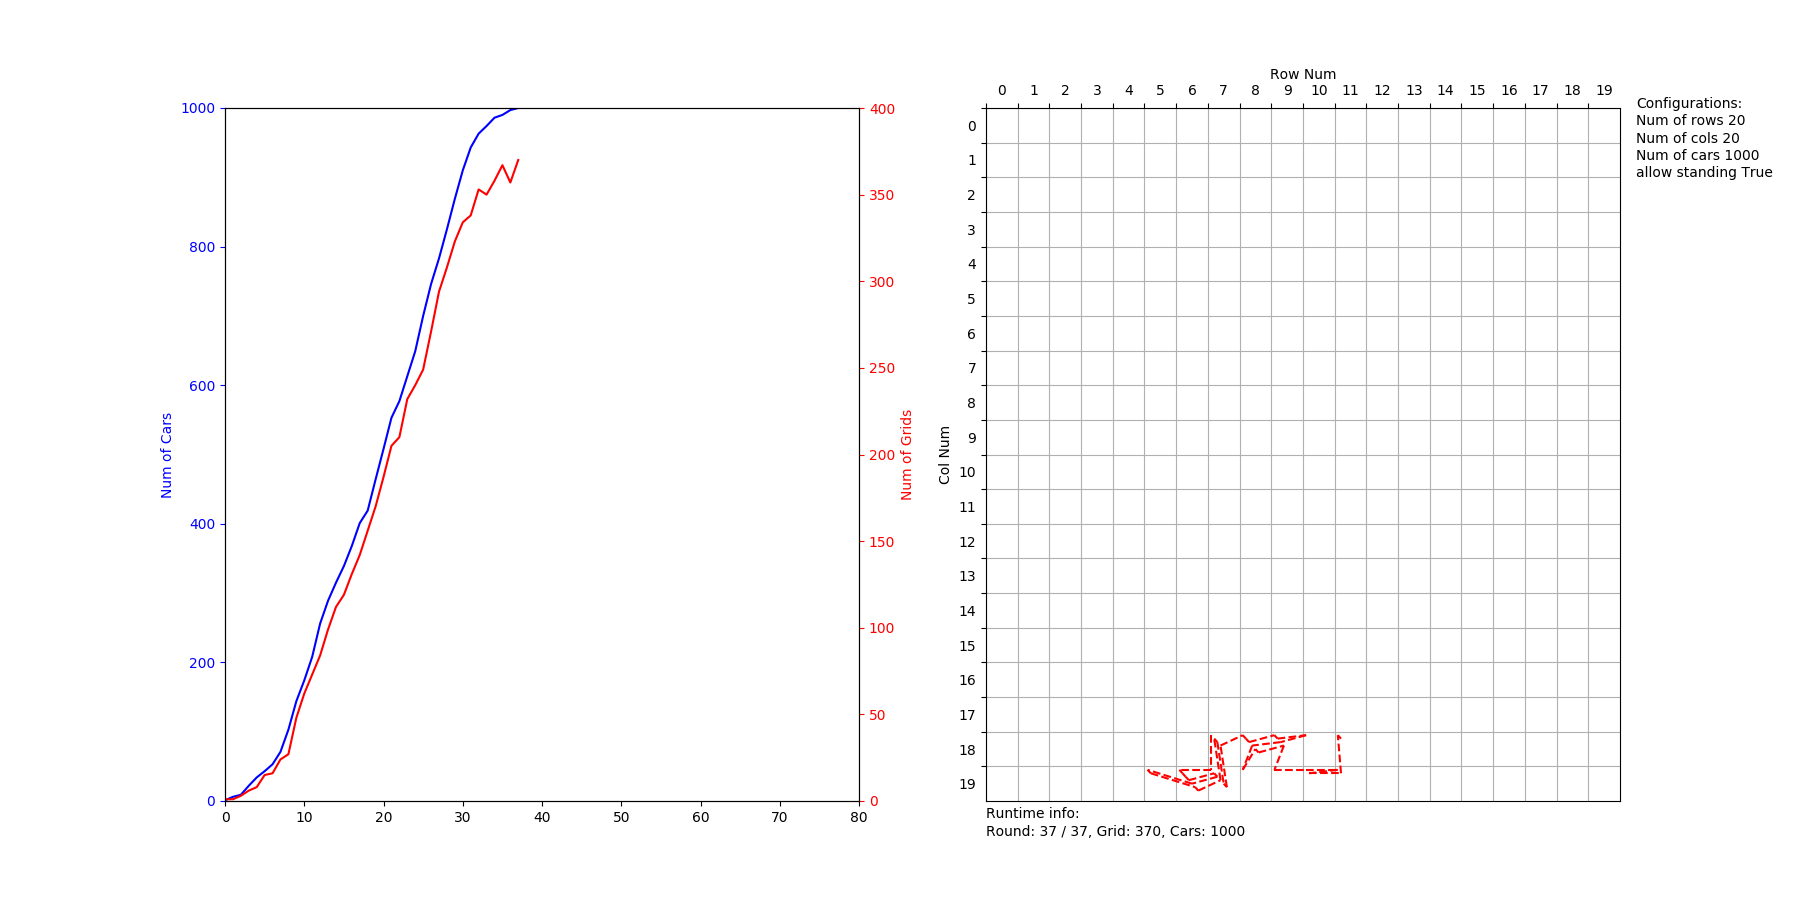 Num of Cars
1000
800
600
400
200
0
0 10 20 30 40 50 60 70 80
400
350
300
250
200
150
100
50
0
Num of Grids
Row Num
0 1 2 3 4 5 6 7 8 9 10 11 12 13 14 15 16 17 18 19
Col Num
0
1
2
3
4
5
6
7
8
9
10
11
12
13
14
15
16
17
18
19
Configurations:
Num of rows 20
Num of cols 20
Num of cars 1000
allow standing True
Runtime info:
Round: 37 / 37, Grid: 370, Cars: 1000